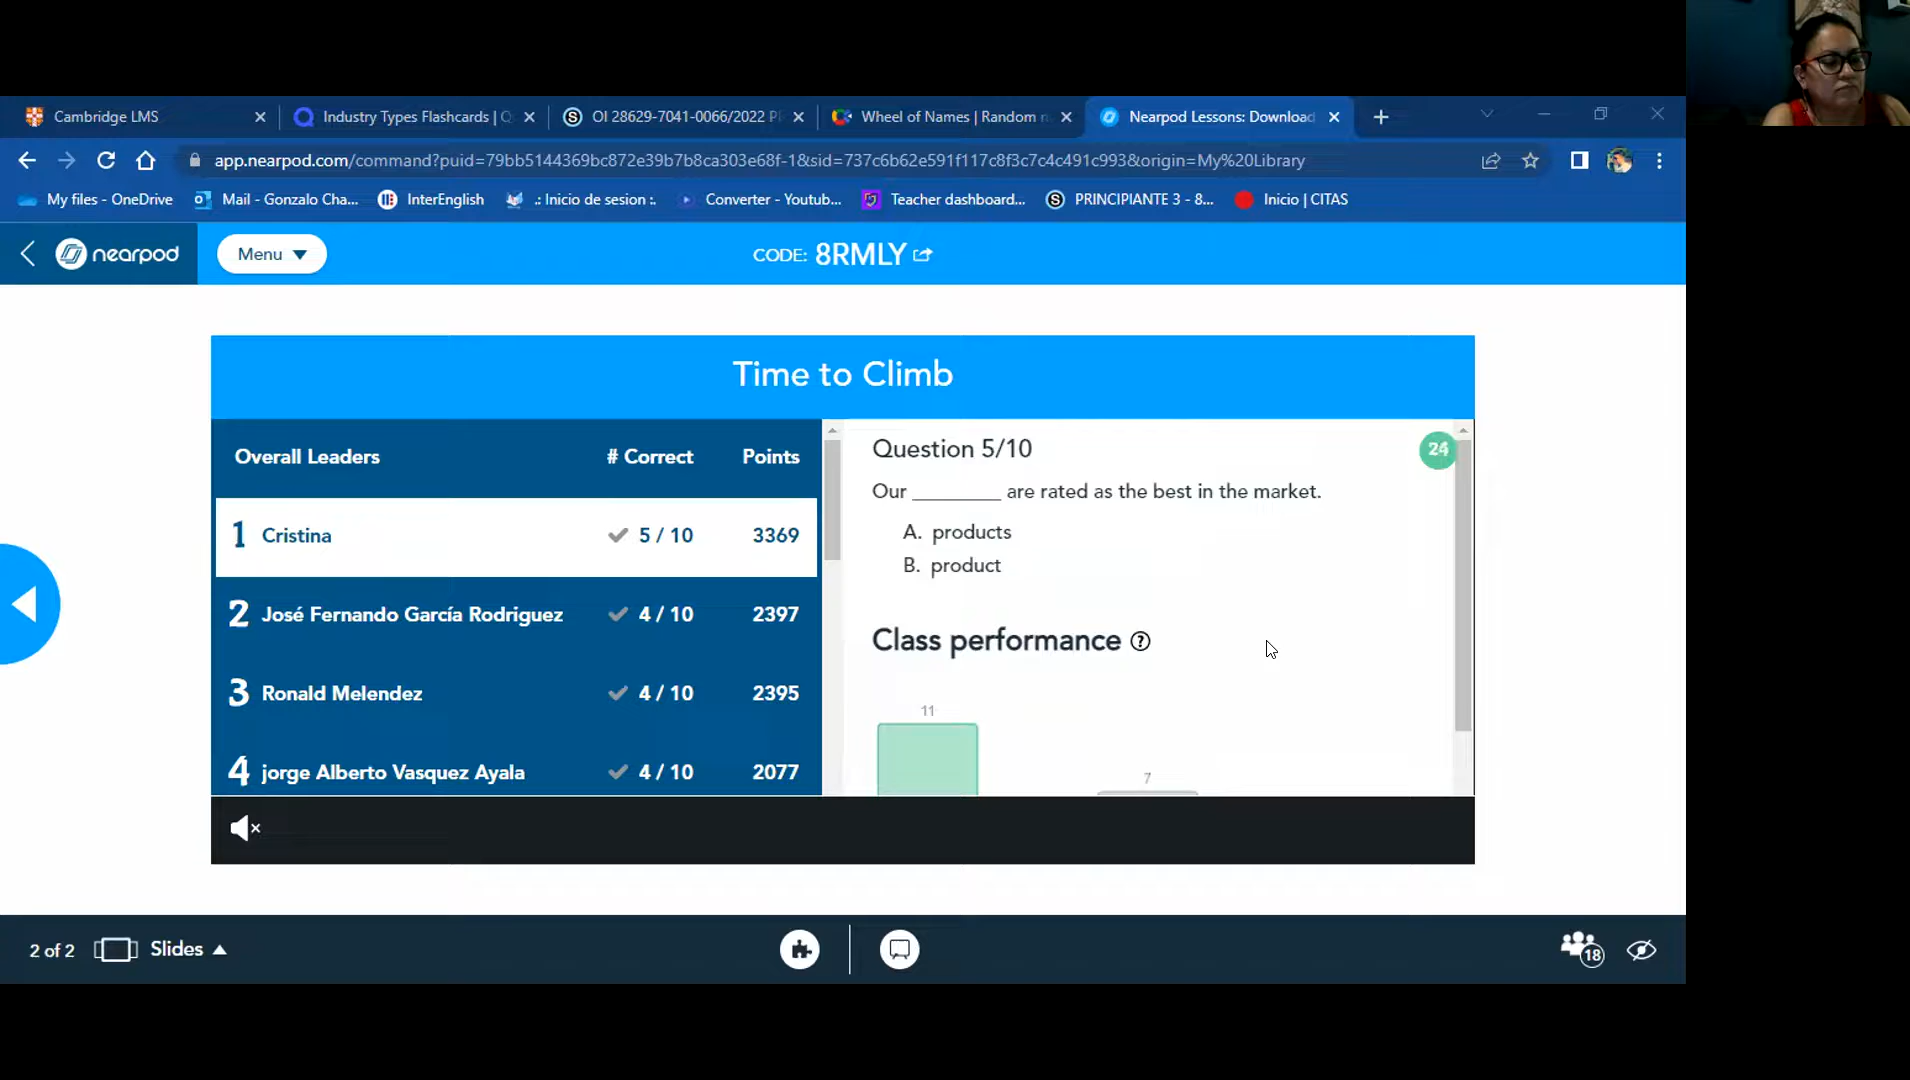 Cambridge LMS
Industry Types Flashcards | Q
OI 28629-7041-0066/2022 P
Wheel of Names | Random n
Nearpod Lessons: Download
app.nearpod.com/command?puid=79bb5144369bc872e39b7b8ca303e68f-1&sid=737c6b62e591f117c8f3c7c4c491c993&origin=My%20Library
My files - OneDrive
Mail - Gonzalo Cha...
InterEnglish
.: Inicio de sesion :.
Converter - Youtub...
Teacher dashboard...
PRINCIPIANTE 3 - 8...
Inicio | CITAS
nearpod
Menu
CODE: 8RMLY
Time to Climb
Overall Leaders # Correct Points
1 Cristina 5 / 10 3369
2 José Fernando García Rodriguez 4 / 10 2397
3 Ronald Melendez 4 / 10 2395
4 jorge Alberto Vasquez Ayala 4 / 10 2077
Question 5/10
24
Our ________ are rated as the best in the market.
A. products
B. product
Class performance ?
11
7
2 of 2
Slides
18